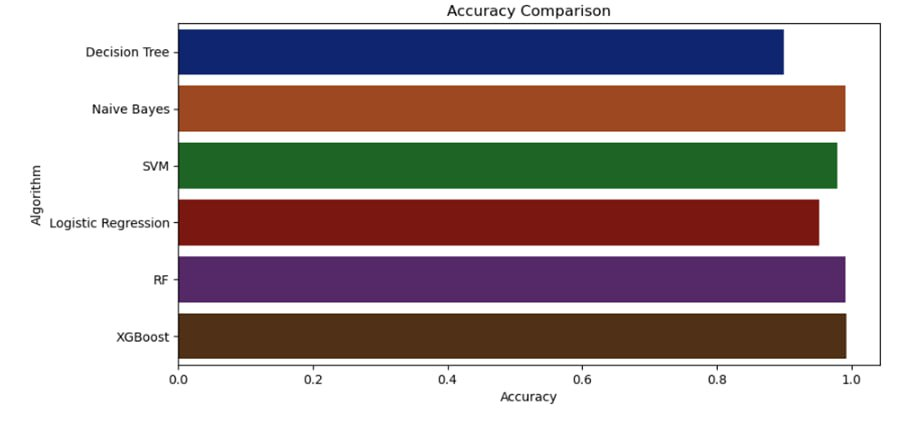 Accuracy Comparison
Decision Tree
Naive Bayes
SVM
Logistic Regression
RF
XGBoost
Algorithm
0.0 0.2 0.4 0.6 0.8 1.0
Accuracy